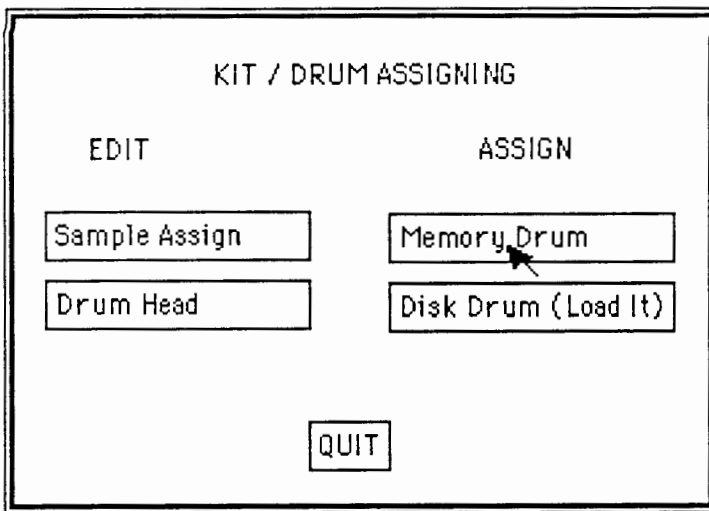 KIT / DRUM ASSIGNING
EDIT ASSIGN
Sample Assign Memory Drum
Drum Head Disk Drum (Load It)
QUIT